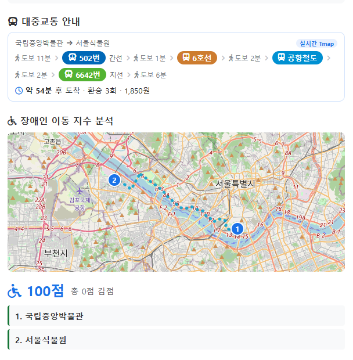 대중교통 안내
국립중앙박물관 → 서울식물원
실시간 Tmap
도보 11분 > 502번 간선 > 도보 1분 > 6호선 > 도보 2분 > 공항철도 >
도보 2분 > 6642번 지선 > 도보 6분
약 54분 후 도착 · 환승 3회 · 1,850원
장애인 이동 지수 분석
고촌읍
서울특별시
부천시
2
1
100점 총 0점 감점
1. 국립중앙박물관
2. 서울식물원